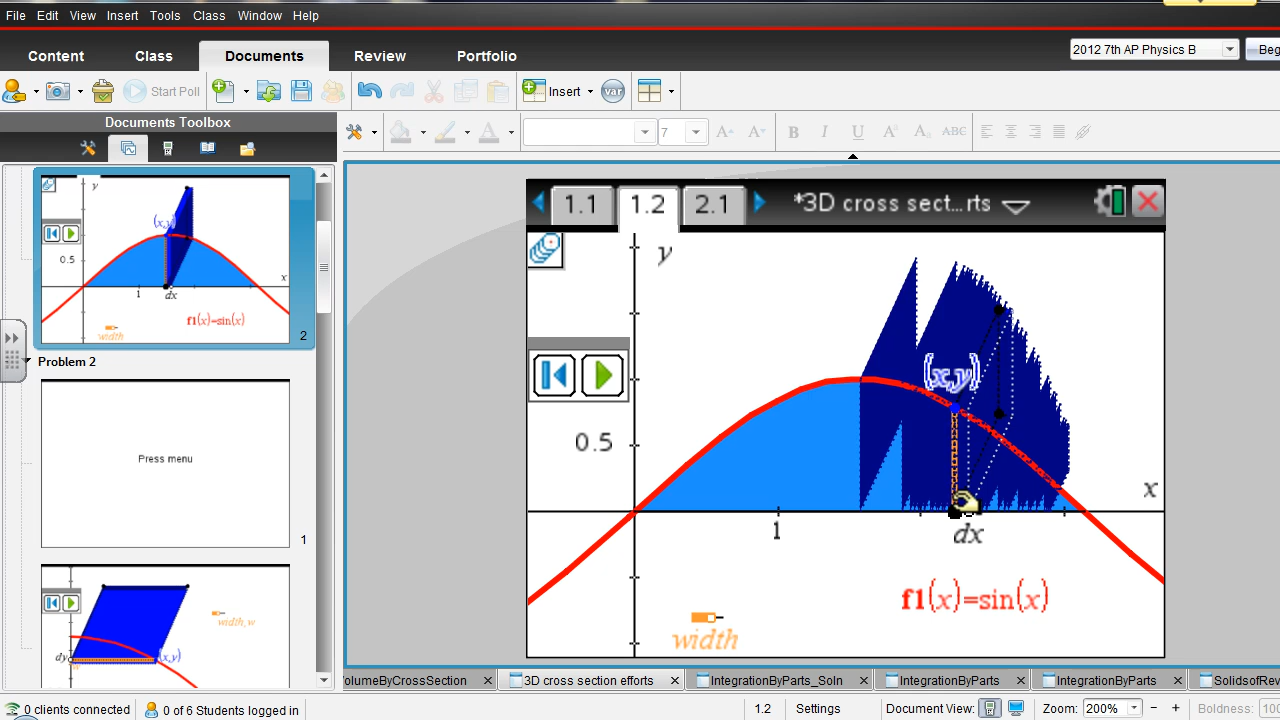 File Edit View Insert Tools Class Window Help
Content Class Documents Review Portfolio
2012 7th AP Physics B
Start Poll
Insert
var
Documents Toolbox
7
B I U A A ABC
1.1 1.2 2.1 *3D cross sect...rts
y
(x,y)
0.5
x
1
dx
f1(x)=sin(x)
width
2
Problem 2
Press menu
1
width,w
dy
(x,y)
y
(x,y)
0.5
x
1
dx
f1(x)=sin(x)
width
olumeByCrossSection
3D cross section efforts
IntegrationByParts_Soln
IntegrationByParts
IntegrationByParts
0 clients connected
0 of 6 Students logged in
1.2
Settings
Document View:
Zoom: 200%
Boldness: